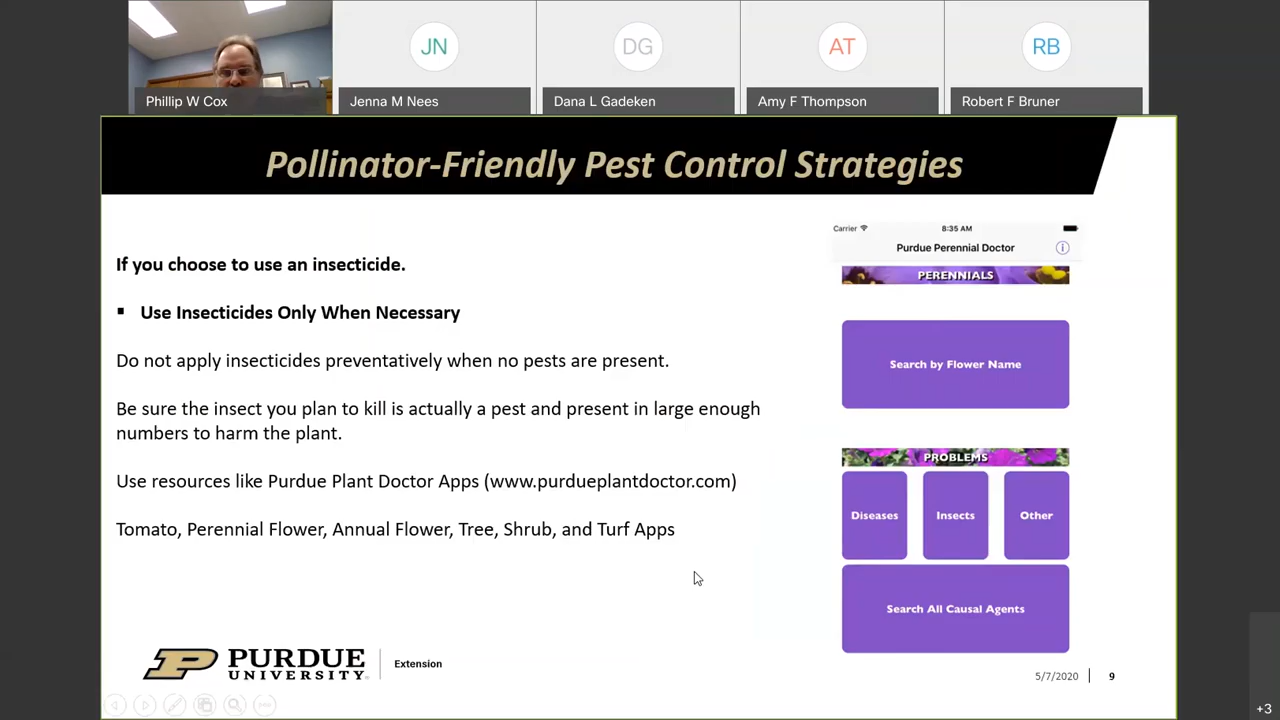 JN
DG
AT
RB
Phillip W Cox
Jenna M Nees
Dana L Gadeken
Amy F Thompson
Robert F Bruner
Pollinator-Friendly Pest Control Strategies
If you choose to use an insecticide.
▪ Use Insecticides Only When Necessary
Do not apply insecticides preventatively when no pests are present.
Be sure the insect you plan to kill is actually a pest and present in large enough
numbers to harm the plant.
Use resources like Purdue Plant Doctor Apps (www.purdueplantdoctor.com)
Tomato, Perennial Flower, Annual Flower, Tree, Shrub, and Turf Apps
Carrier 8:35 AM
Purdue Perennial Doctor
PERENNIALS
Search by Flower Name
PROBLEMS
Diseases
Insects
Other
Search All Causal Agents
P PURDUE
UNIVERSITY
Extension
5/7/2020 9
+3